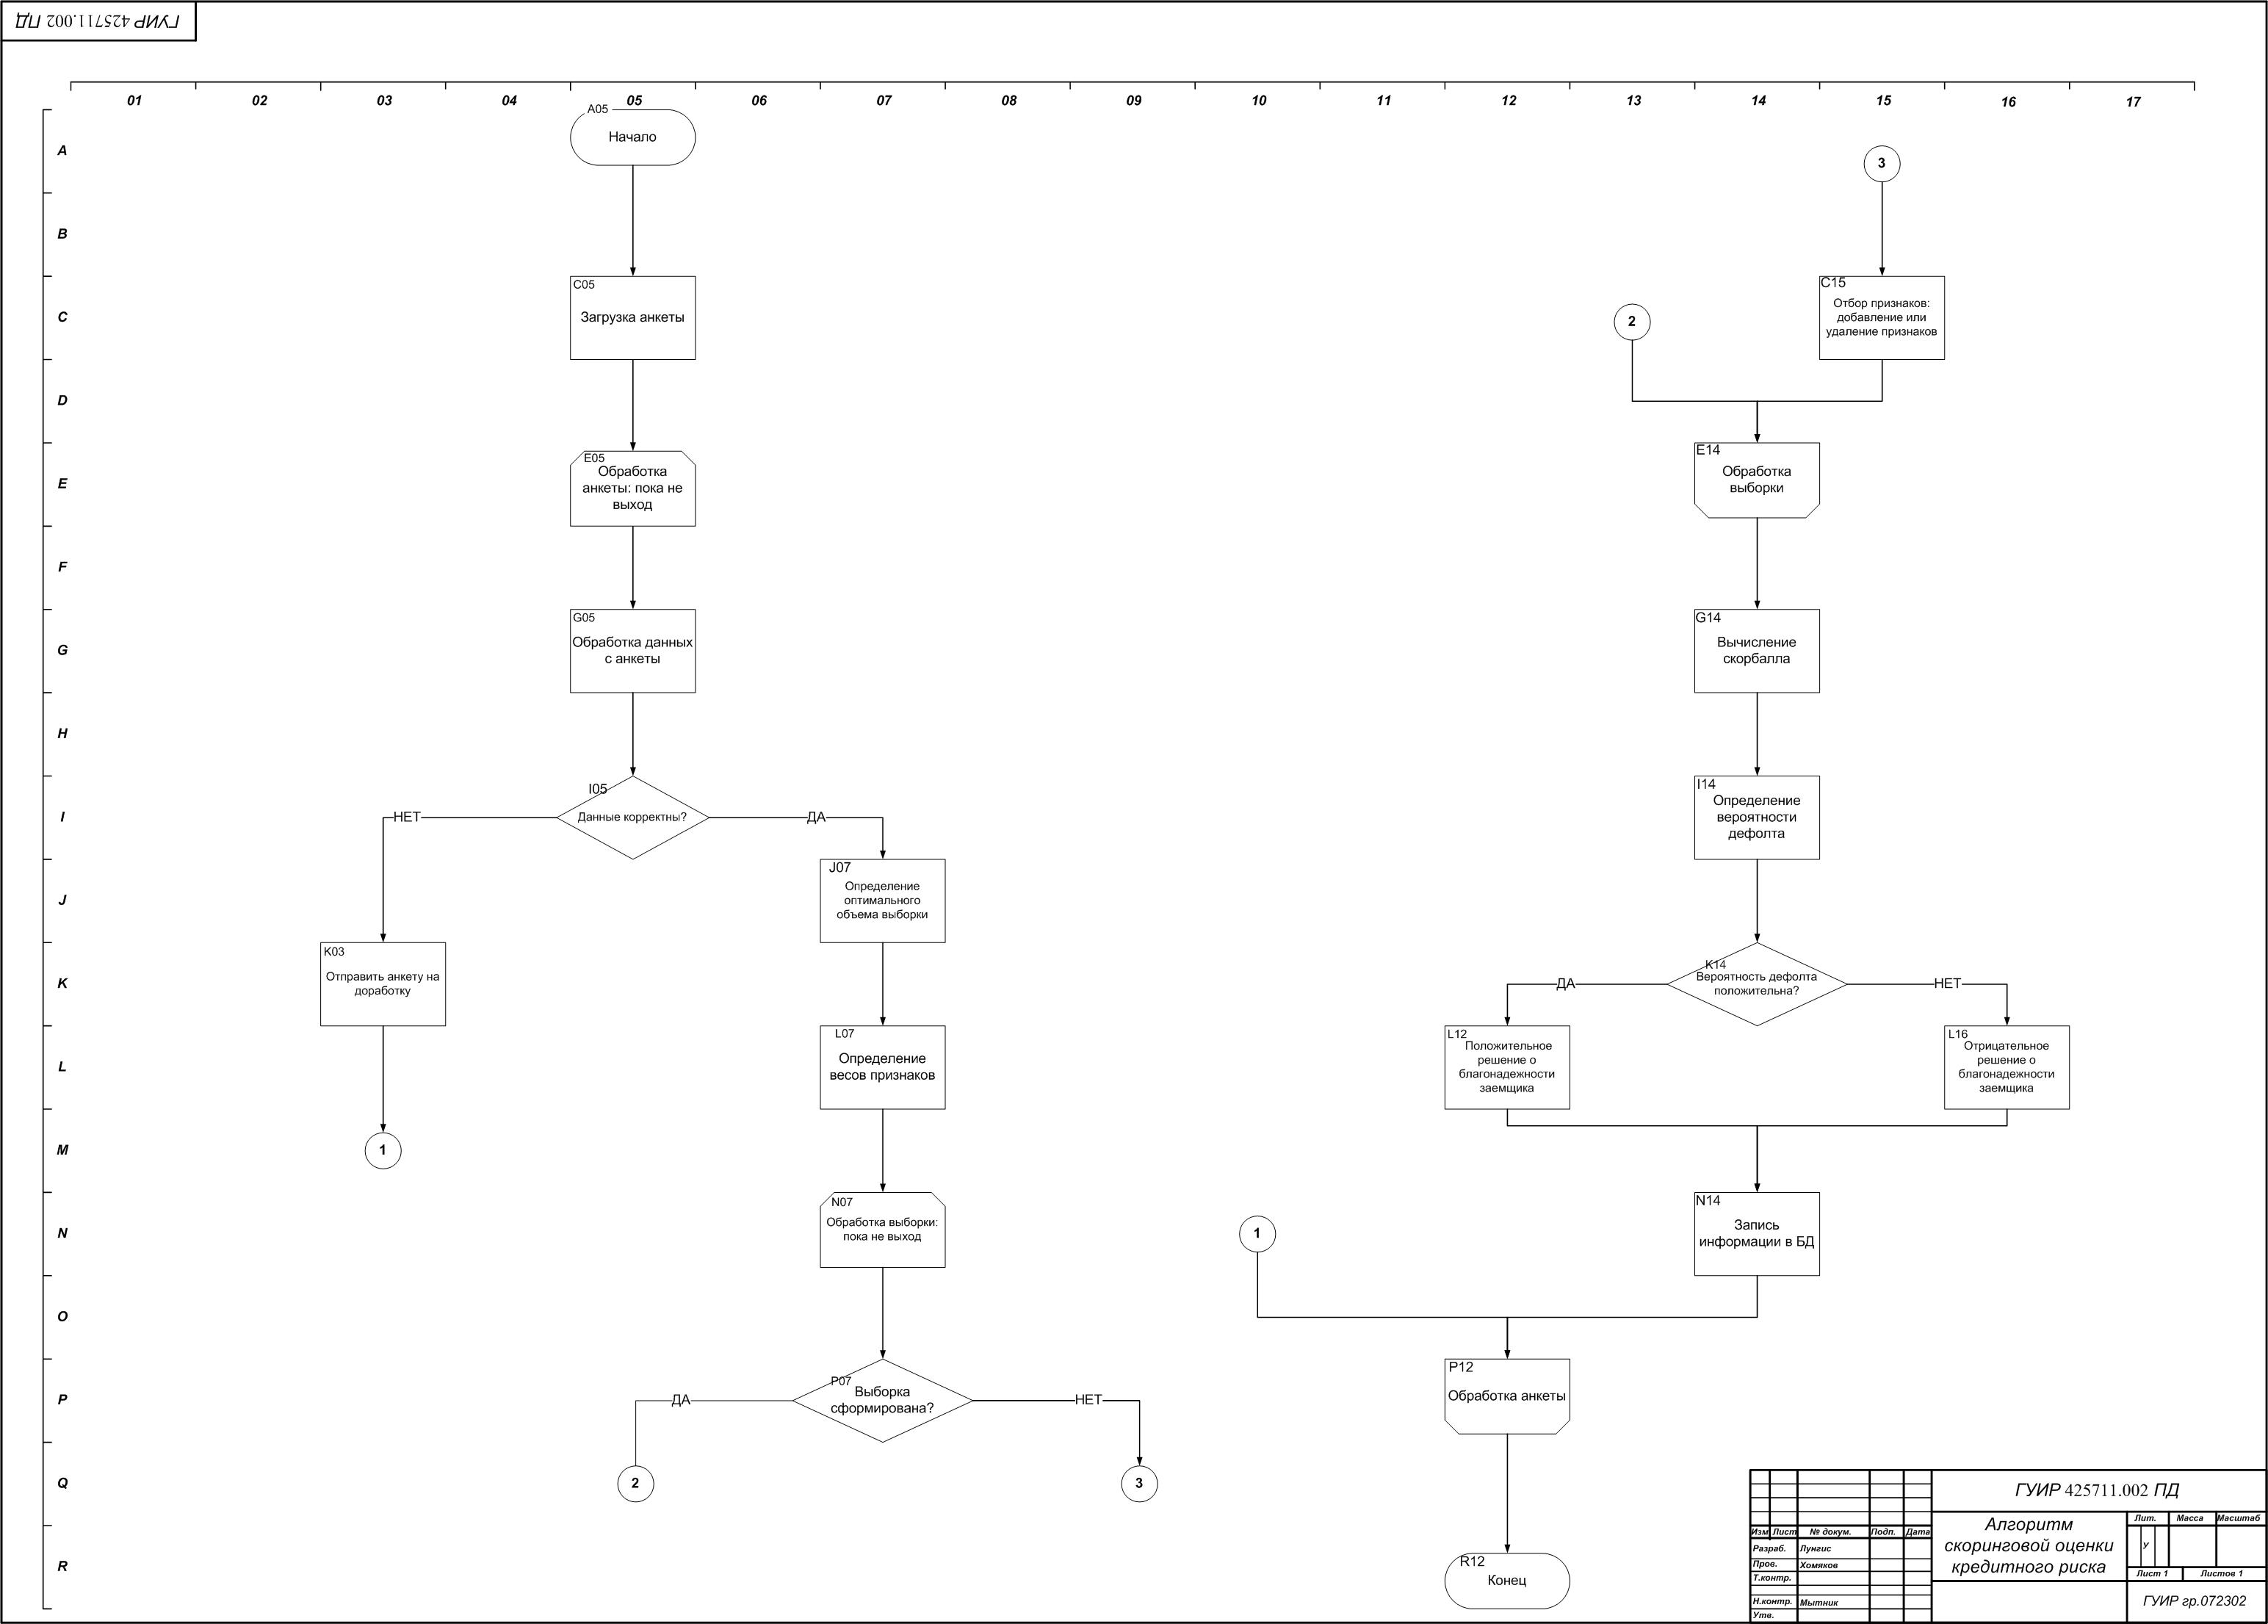 ГУИР 425711.002 ПД
01 02 03 04 05 06 07 08 09 10 11 12 13 14 15 16 17
A
B
C
D
E
F
G
H
I
J
K
L
M
N
O
P
Q
R
A05
Начало
C05
Загрузка анкеты
E05
Обработка
анкеты: пока не
выход
G05
Обработка данных
с анкеты
I05
Данные корректны?
НЕТ
ДА
K03
Отправить анкету на
доработку
1
J07
Определение
оптимального
объема выборки
L07
Определение
весов признаков
N07
Обработка выборки:
пока не выход
P07
Выборка
сформирована?
ДА
НЕТ
2
3
3
C15
Отбор признаков:
добавление или
удаление признаков
2
E14
Обработка
выборки
G14
Вычисление
скорбалла
I14
Определение
вероятности
дефолта
K14
Вероятность дефолта
положительна?
ДА
НЕТ
L12
Положительное
решение о
благонадежности
заемщика
L16
Отрицательное
решение о
благонадежности
заемщика
N14
Запись
информации в БД
1
P12
Обработка анкеты
R12
Конец
ГУИР 425711.002 ПД
Изм Лист № докум. Подп. Дата
Разраб. Лунгис
Пров. Хомяков
Т.контр.
Н.контр. Мытник
Утв.
Алгоритм
скоринговой оценки
кредитного риска
Лит. Масса Масштаб
У
Лист 1 Листов 1
ГУИР гр.072302